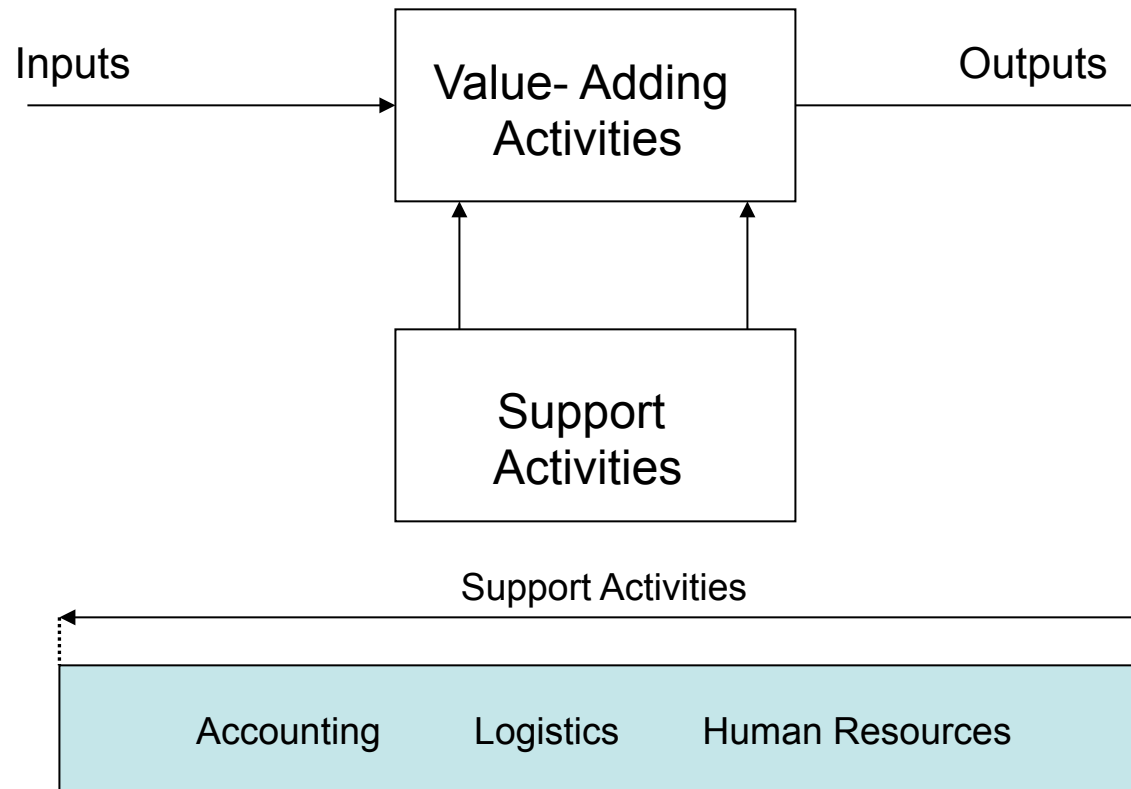 Inputs
Outputs
Value- Adding
Activities
Support
Activities
Support Activities
Accounting Logistics Human Resources